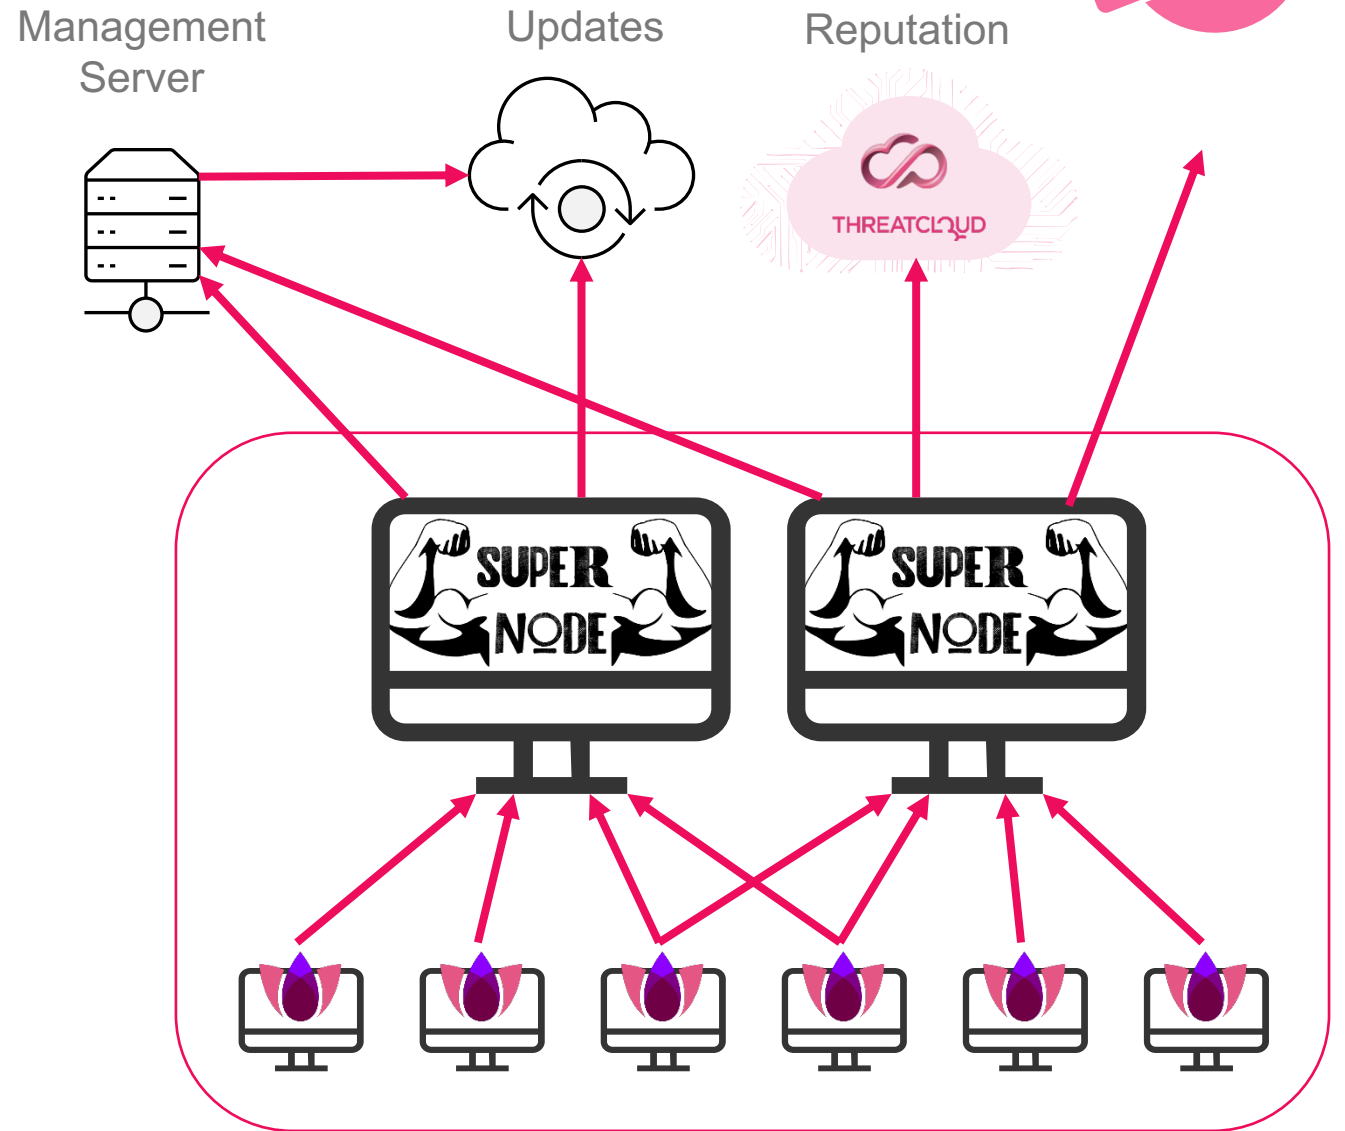 Management
Server
Updates
Reputation
THREATCLOUD
SUPER
NODE
SUPER
NODE